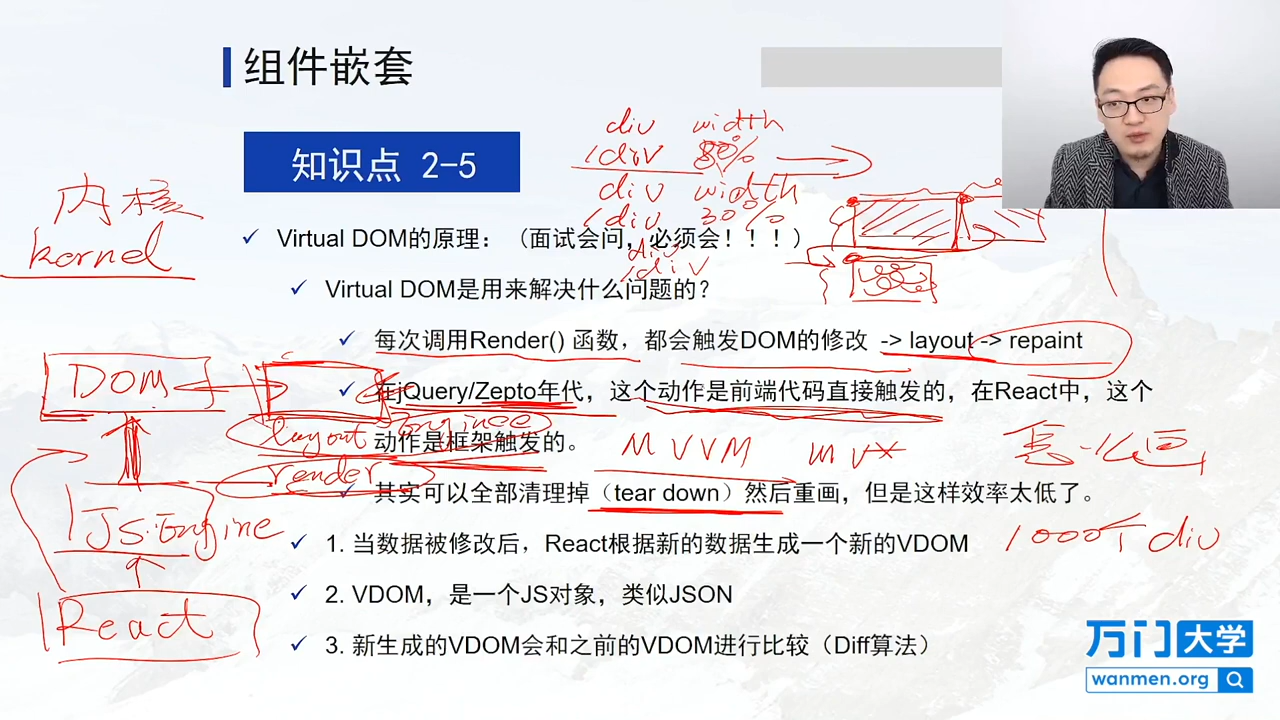 组件嵌套
知识点 2-5
div width
/div 80%
div width
/div 30%
div
/div
内核
kernel
Virtual DOM的原理：（面试会问，必须会！！！）
Virtual DOM是用来解决什么问题的？
每次调用Render() 函数，都会触发DOM的修改 -> layout -> repaint
DOM
在jQuery/Zepto年代，这个动作是前端代码直接触发的，在React中，这个
动作是框架触发的。
layout
render
MVVM
其实可以全部清理掉（tear down）然后重画，但是这样效率太低了。
JS.Engine
1000个 div
1. 当数据被修改后，React根据新的数据生成一个新的VDOM
2. VDOM，是一个JS对象，类似JSON
React
3. 新生成的VDOM会和之前的VDOM进行比较（Diff算法）
万门大学
wanmen.org